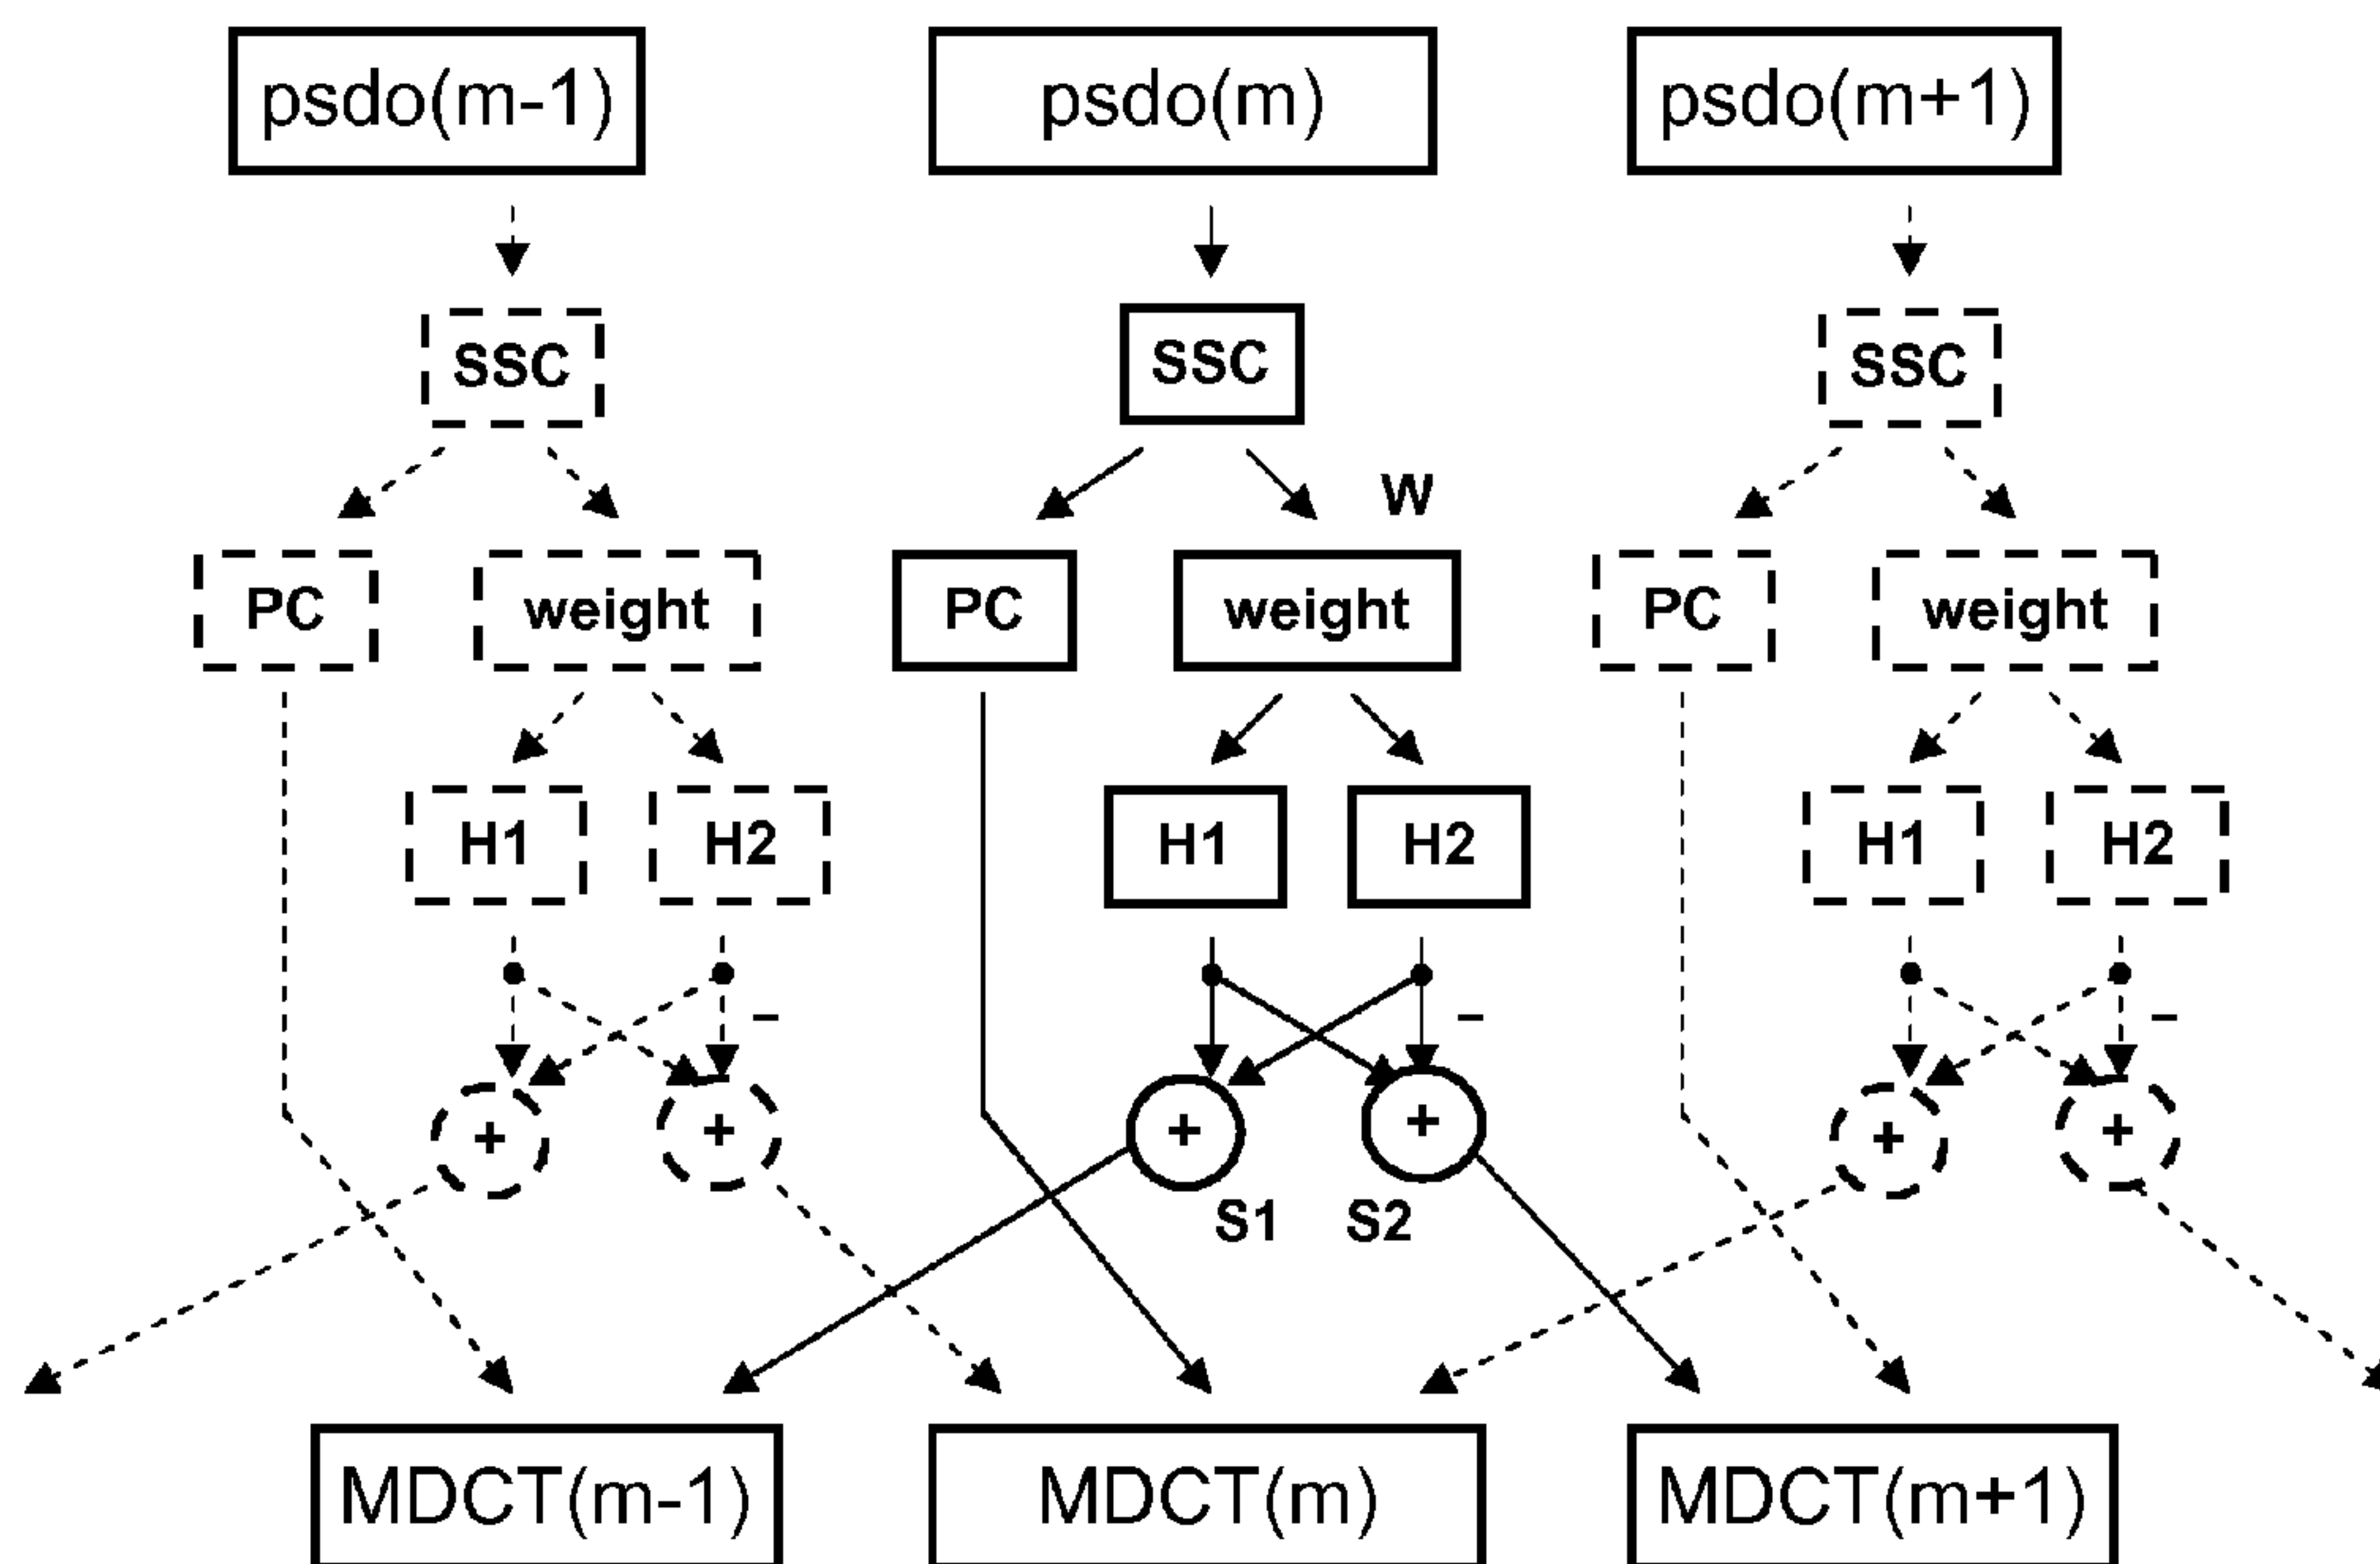 psdo(m-1) psdo(m) psdo(m+1)
SSC SSC SSC
W
PC weight PC weight PC weight
H1 H2 H1 H2 H1 H2
- - -
+ + + + + +
S1 S2
MDCT(m-1) MDCT(m) MDCT(m+1)